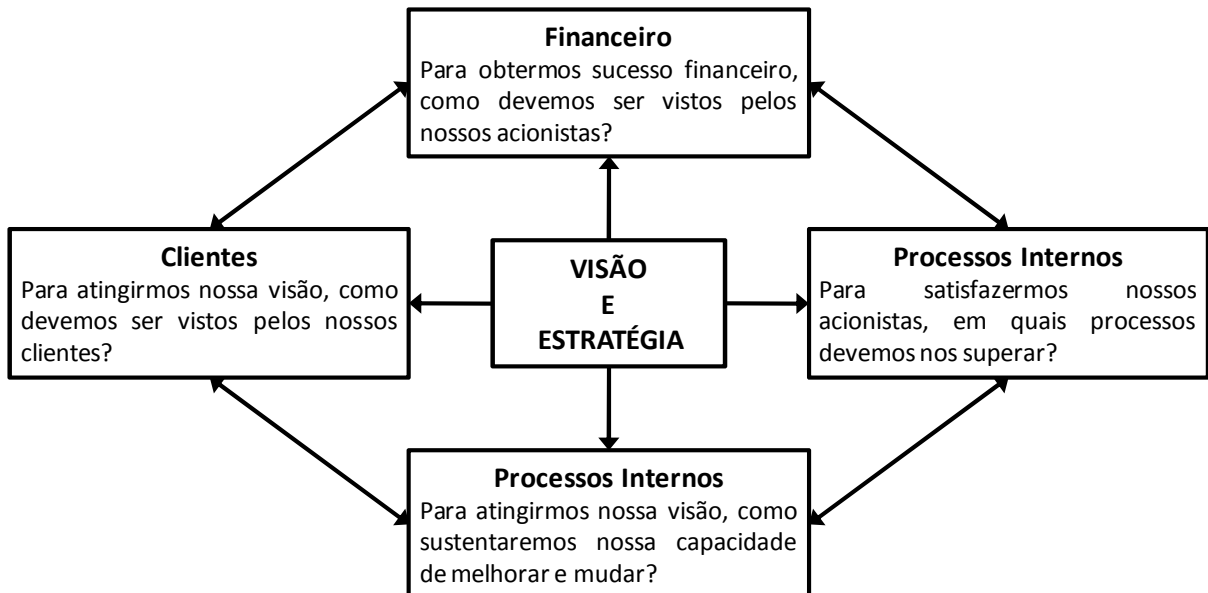 Financeiro
Para obtermos sucesso financeiro,
como devemos ser vistos pelos
nossos acionistas?
Clientes
Para atingirmos nossa visão, como
devemos ser vistos pelos nossos
clientes?
VISÃO
E
ESTRATÉGIA
Processos Internos
Para satisfazermos nossos
acionistas, em quais processos
devemos nos superar?
Processos Internos
Para atingirmos nossa visão, como
sustentaremos nossa capacidade
de melhorar e mudar?